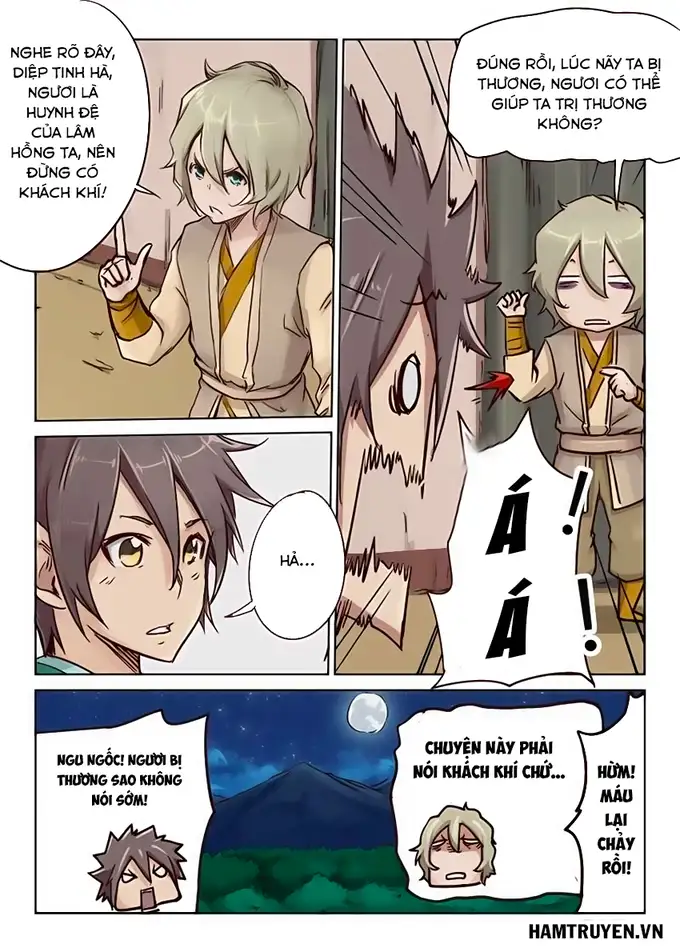 NGHE RÕ ĐÂY,
DIỆP TINH HÀ,
NGƯƠI LÀ
HUYNH ĐỆ
CỦA LÂM
HỒNG TA, NÊN
ĐỪNG CÓ
KHÁCH KHÍ!
ĐÚNG RỒI, LÚC NÃY TA BỊ
THƯƠNG, NGƯƠI CÓ THỂ
GIÚP TA TRỊ THƯƠNG
KHÔNG?
HẢ...
Á!
Á!
NGU NGỐC! NGƯỜI BỊ
THƯƠNG SAO KHÔNG
NÓI SỚM!
CHUYỆN NÀY PHẢI
NÓI KHÁCH KHÍ CHỨ...
HỪM!
MÁU
LẠI
CHẢY
RỒI!
HAMTRUYEN.VN